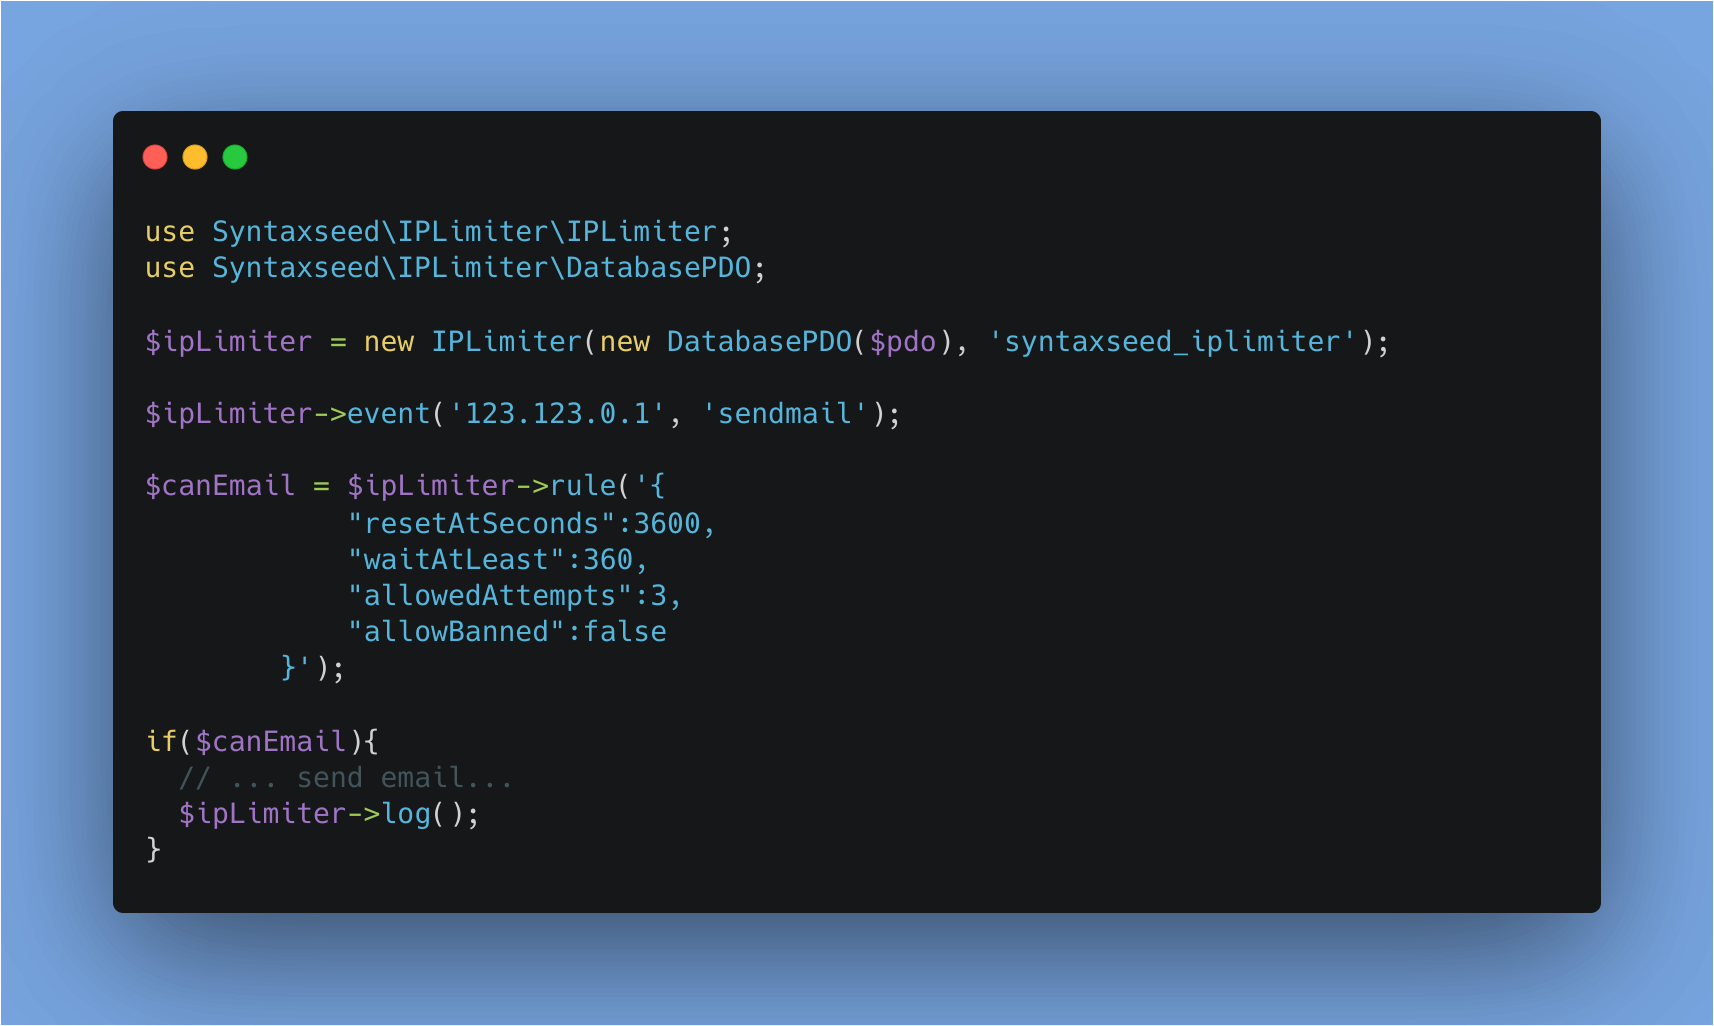 use Syntaxseed\IPLimiter\IPLimiter;
use Syntaxseed\IPLimiter\DatabasePDO;
$ipLimiter = new IPLimiter(new DatabasePDO($pdo), 'syntaxseed_iplimiter');
$ipLimiter->event('123.123.0.1', 'sendmail');
$canEmail = $ipLimiter->rule('{
"resetAtSeconds":3600,
"waitAtLeast":360,
"allowedAttempts":3,
"allowBanned":false
}');
if($canEmail){
// ... send email...
$ipLimiter->log();
}